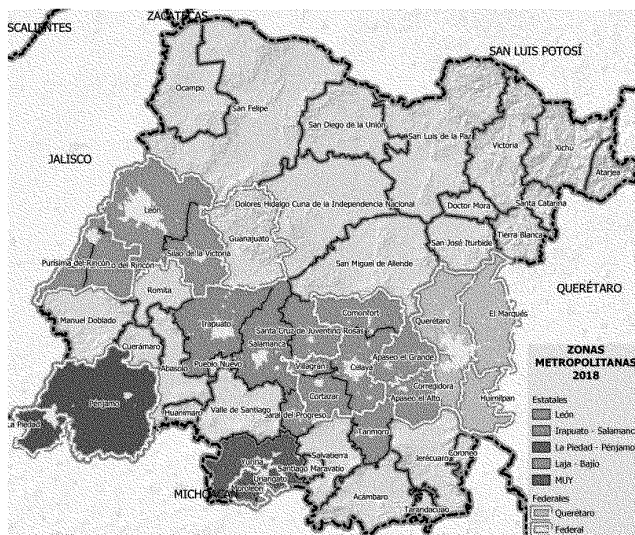 ZACATECAS
SCALIENTES
SAN LUIS POTOSÍ
Ocampo
San Felipe
San Diego de la Unión
San Luis de la Paz
Victoria
Xichú
Atarjea
JALISCO
León
Dolores Hidalgo Cuna de la Independencia Nacional
Doctor Mora
Santa Catarina
Tierra Blanca
Guanajuato
San José Iturbide
Purísima del Rincón
o del Rincón
Silao de la Victoria
San Miguel de Allende
Romita
QUERÉTARO
Manuel Doblado
Irapuato
Comonfort
Querétaro
El Marqués
Santa Cruz de Juventino Rosas
Salamanca
Cuerámaro
Abasolo
Pueblo Nuevo
Villagrán
Celaya
Apaseo el Grande
Corregidora
Huimilpan
Pénjamo
Cortazar
Apaseo el Alto
Huanímaro
Valle de Santiago
Jaral del Progreso
La Piedad
Tarimoro
Salvatierra
Jerécuaro
Coroneo
Yuriria
Santiago Maravatío
Uriangato
Moroleón
MICHOACÁN
Acámbaro
Tarandacuao
ZONAS
METROPOLITANAS
2018
Estatales
León
Irapuato - Salamanc
La Piedad - Pénjamo
Laja - Bajío
MUY
Federales
Querétaro
Federal